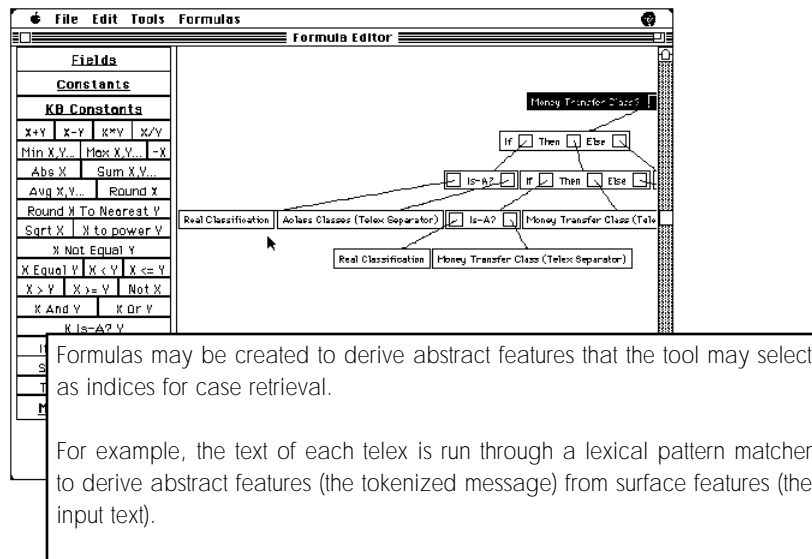 File Edit Tools Formulas
Formula Editor
Fields
Constants
KB Constants
X+Y X-Y X*Y X/Y
Min X,Y... Max X,Y... -X
Abs X Sum X,Y...
Avg X,Y... Round X
Round X To Nearest Y
Sqrt X X to power Y
X Not Equal Y
X Equal Y X < Y X <= Y
X > Y X >= Y Not X
X And Y X Or Y
X Is-A? Y
Money Transfer Class?
If Then Else
Is-A? If Then Else
Real Classification Aclass Classes (Telex Separator) Is-A? Money Transfer Class (Tele
Real Classification Money Transfer Class (Telex Separator)
Formulas may be created to derive abstract features that the tool may select
as indices for case retrieval.
For example, the text of each telex is run through a lexical pattern matcher
to derive abstract features (the tokenized message) from surface features (the
input text).